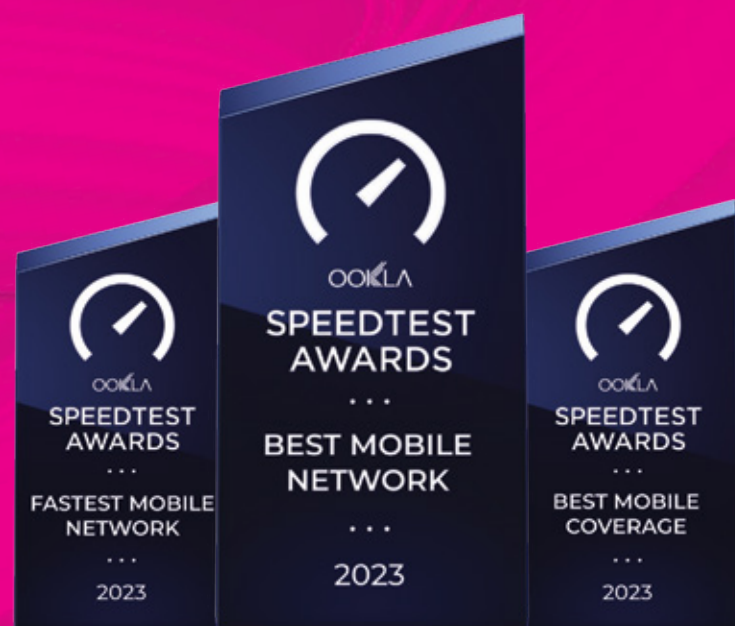 OOKLA
SPEEDTEST
AWARDS
...
FASTEST MOBILE
NETWORK
...
2023
OOKLA
SPEEDTEST
AWARDS
...
BEST MOBILE
NETWORK
...
2023
OOKLA
SPEEDTEST
AWARDS
...
BEST MOBILE
COVERAGE
...
2023